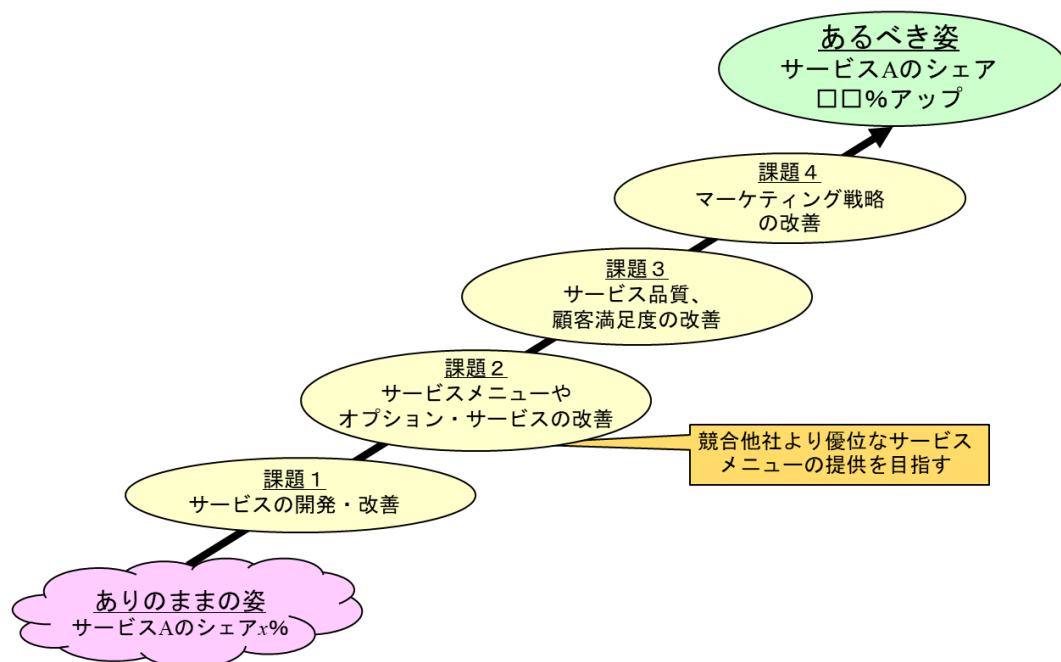 あるべき姿
サービスAのシェア
□□%アップ
課題４
マーケティング戦略
の改善
課題３
サービス品質、
顧客満足度の改善
課題２
サービスメニューや
オプション・サービスの改善
競合他社より優位なサービス
メニューの提供を目指す
課題１
サービスの開発・改善
ありのままの姿
サービスAのシェアx%